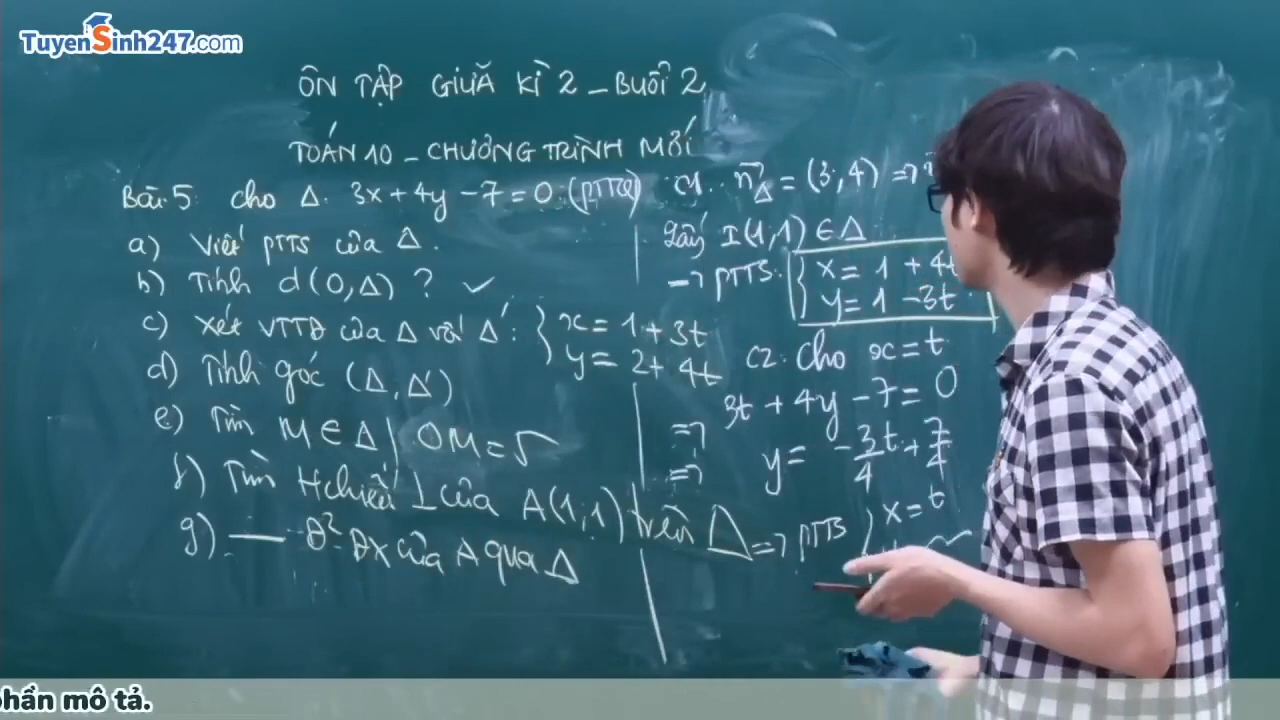 TuyenSinh247.com
ÔN TẬP GIỮA KÌ 2 - BUỔI 2
TOÁN 10 - CHƯƠNG TRÌNH MỚI
Bài 5: cho Δ: 3x + 4y - 7 = 0 (PTTQ)
a) Viết PTTS của Δ.
b) Tính d(O, Δ) ? ✓
c) Xét VTTĐ của Δ với Δ': { x = 1 + 3t
y = 2 + 4t
d) Tính góc (Δ, Δ')
e) Tìm M ∈ Δ | OM = 5
f) Tìm H chiếu ⊥ của A(1,1) trên Δ
g) — Đ² ĐX của A qua Δ
C1: n⃗Δ = (3,4) ⇒
Lấy I(1,1) ∈ Δ
⇒ PTTS: { x = 1 + 4t
y = 1 - 3t
C2: cho x = t
⇒ 3t + 4y - 7 = 0
⇒ y = -3/4 t + 7/4
⇒ PTTS { x = t
phần mô tả.